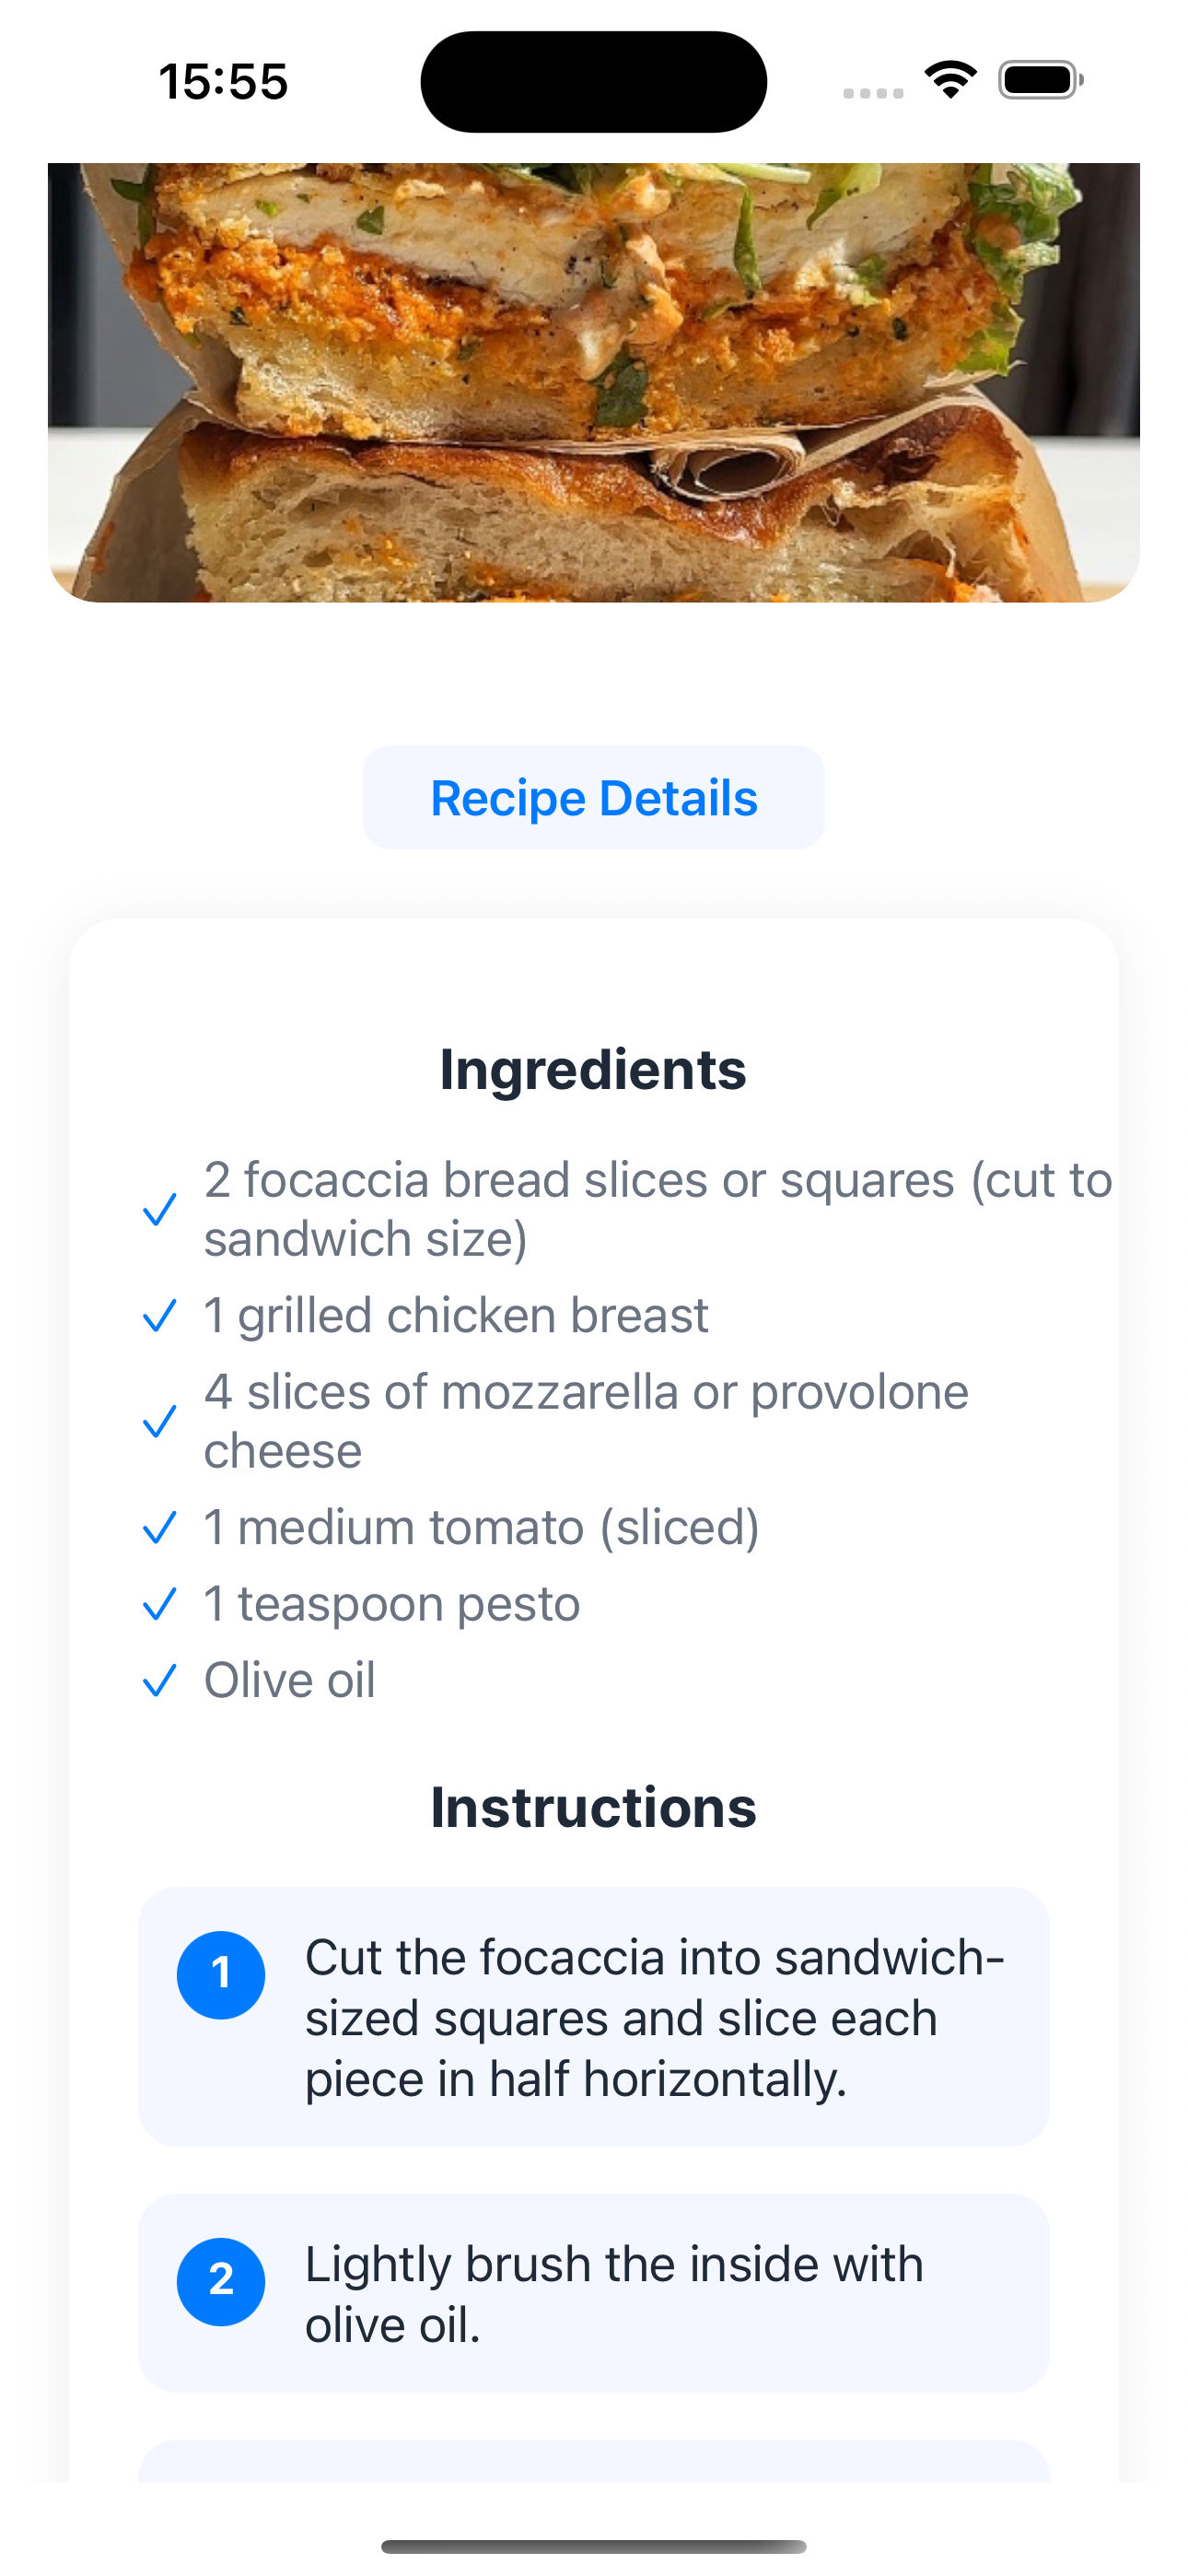 15:55
Recipe Details
Ingredients
2 focaccia bread slices or squares (cut to
sandwich size)
1 grilled chicken breast
4 slices of mozzarella or provolone
cheese
1 medium tomato (sliced)
1 teaspoon pesto
Olive oil
Instructions
1
Cut the focaccia into sandwich-
sized squares and slice each
piece in half horizontally.
2
Lightly brush the inside with
olive oil.